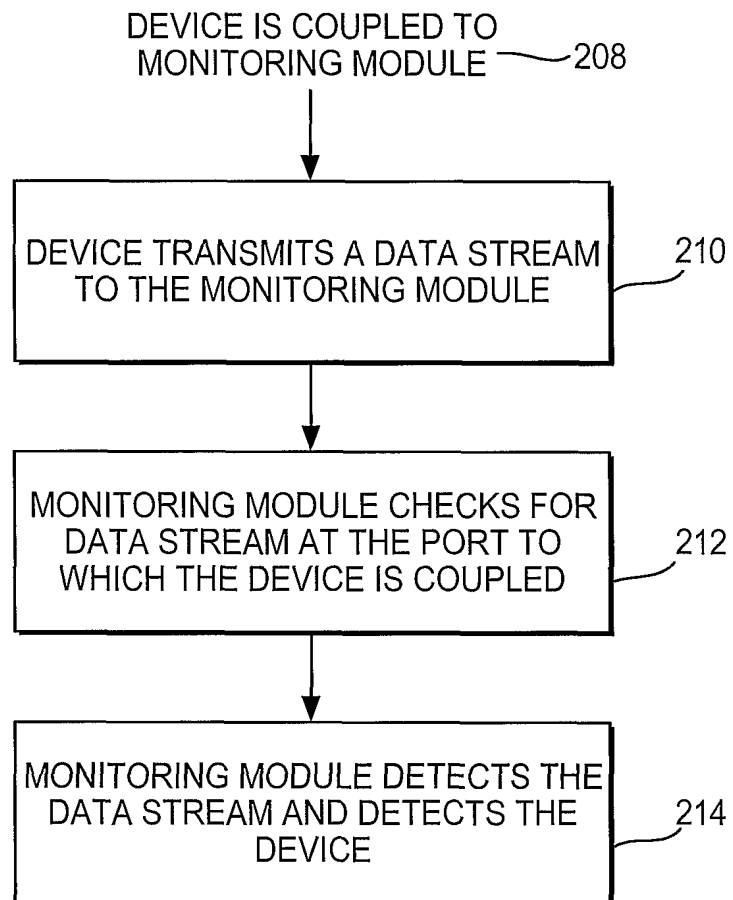 DEVICE IS COUPLED TO
MONITORING MODULE 208
DEVICE TRANSMITS A DATA STREAM
TO THE MONITORING MODULE
210
MONITORING MODULE CHECKS FOR
DATA STREAM AT THE PORT TO
WHICH THE DEVICE IS COUPLED
212
MONITORING MODULE DETECTS THE
DATA STREAM AND DETECTS THE
DEVICE
214